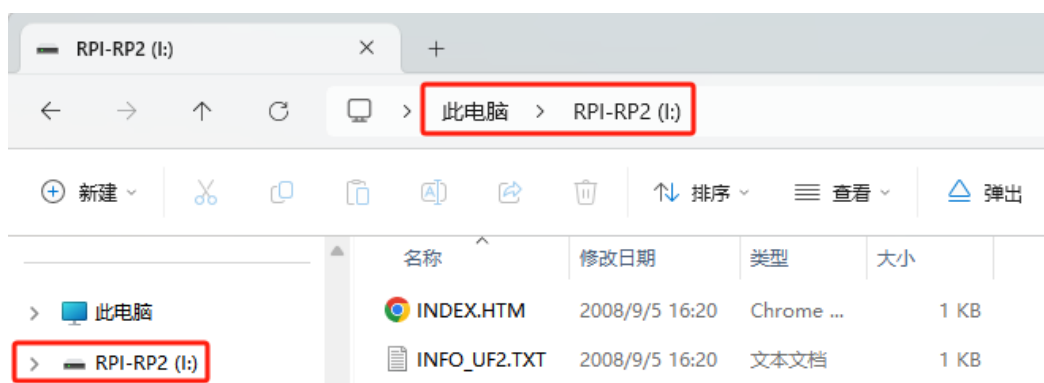 RPI-RP2 (I:)
此电脑 > RPI-RP2 (I:)
新建 排序 查看 弹出
名称 修改日期 类型 大小
此电脑
INDEX.HTM 2008/9/5 16:20 Chrome ... 1 KB
RPI-RP2 (I:)
INFO_UF2.TXT 2008/9/5 16:20 文本文档 1 KB